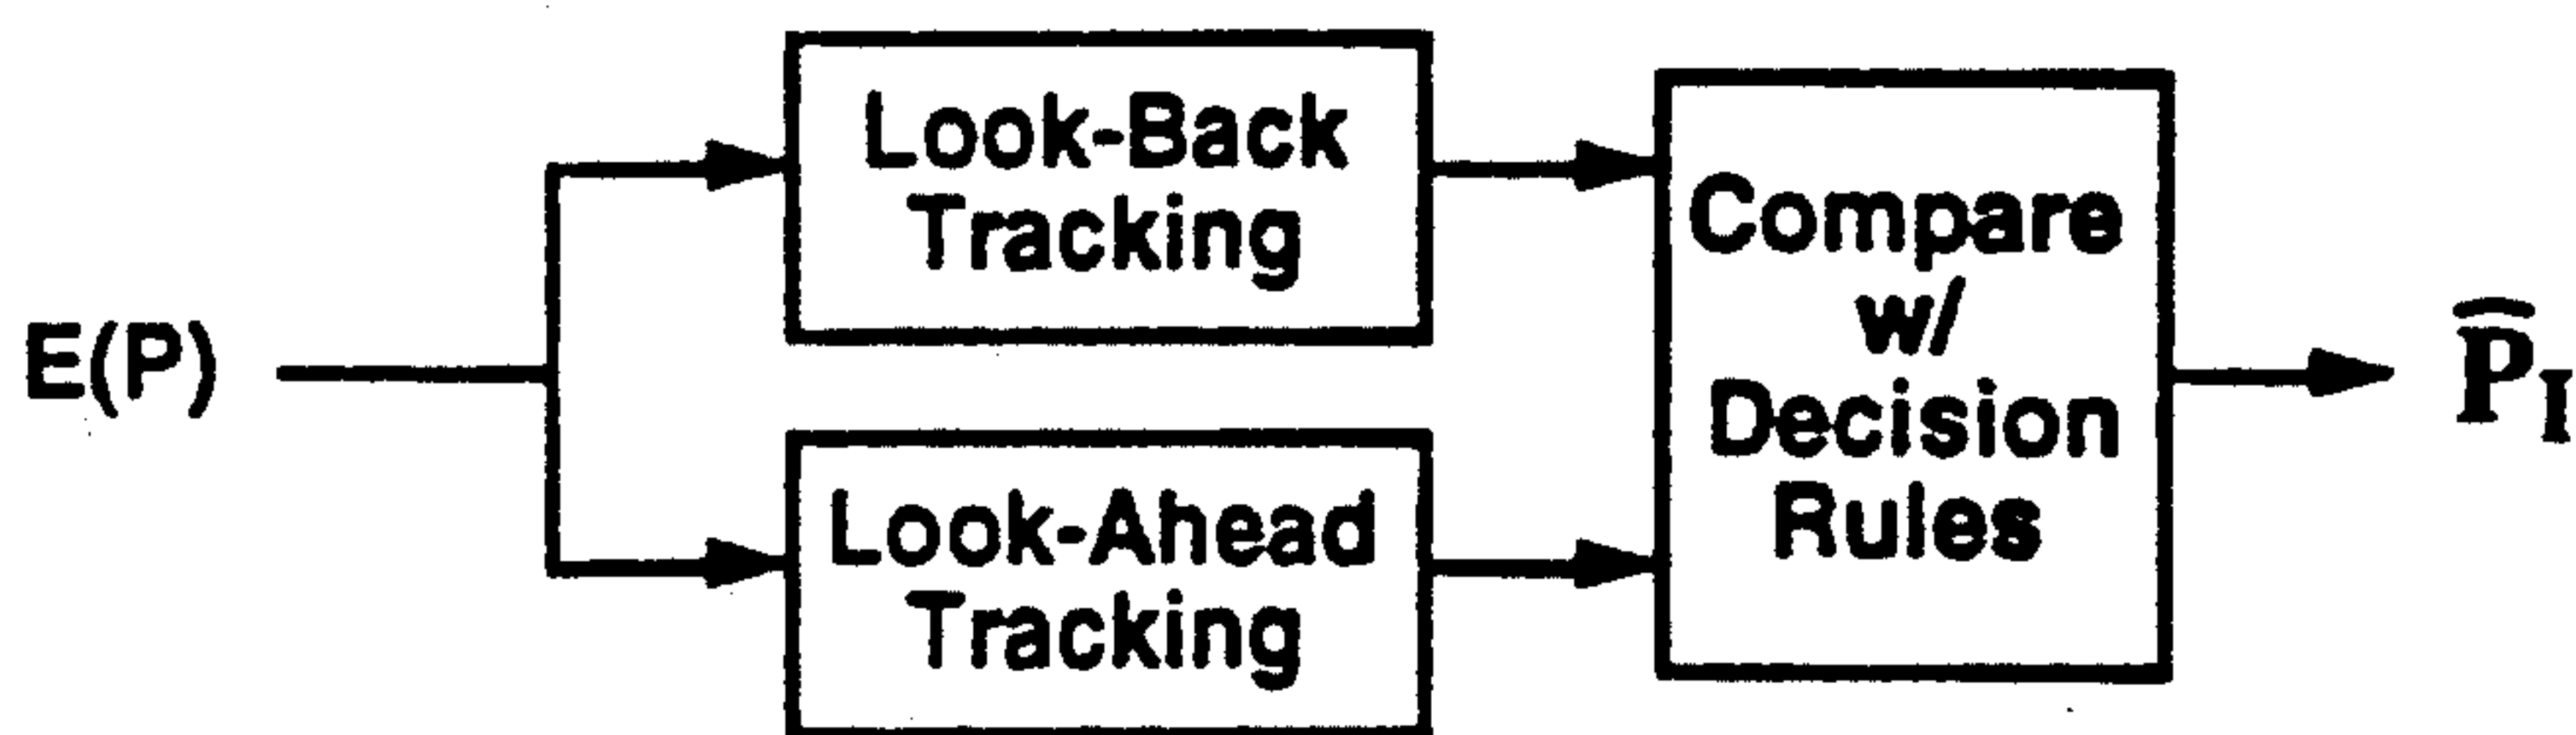 E(P)
Look-Back
Tracking
Look-Ahead
Tracking
Compare
w/
Decision
Rules
P̂I